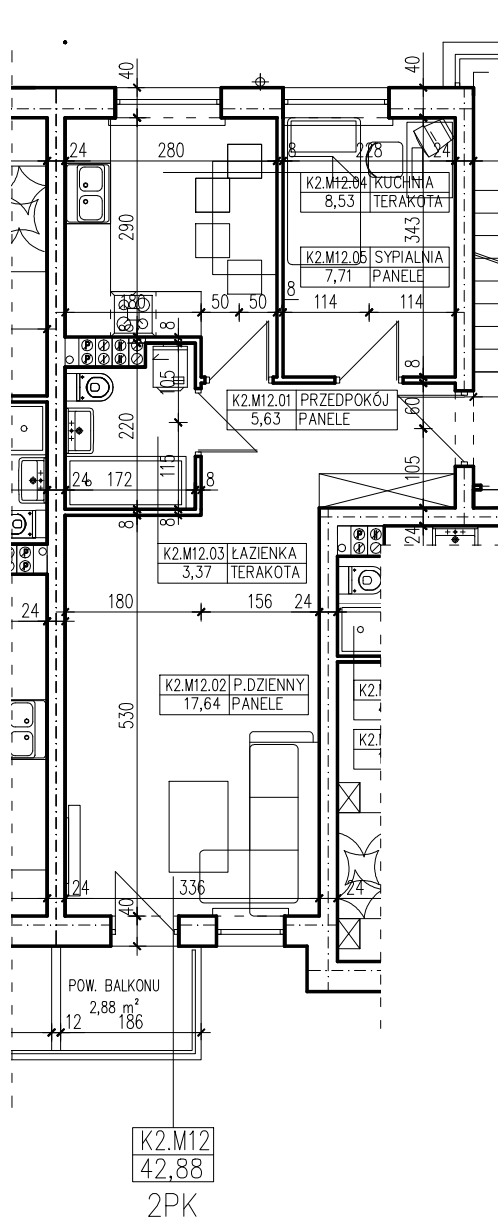 40
40
24
280
8
228
24
K2.M12.04 KUCHNIA
8,53 TERAKOTA
290
343
K2.M12.05 SYPIALNIA
7,71 PANELE
8
180
50
50
114
114
8
8
105
8
K2.M12.01 PRZEDPOKÓJ
5,63 PANELE
60
220
115
105
24
172
8
8
8
24
K2.M12.03 ŁAZIENKA
3,37 TERAKOTA
24
180
156
24
K2.M12.02 P.DZIENNY
17,64 PANELE
530
K2.
K2.
24
336
24
40
POW. BALKONU
2,88 m²
12
186
K2.M12
42,88
2PK